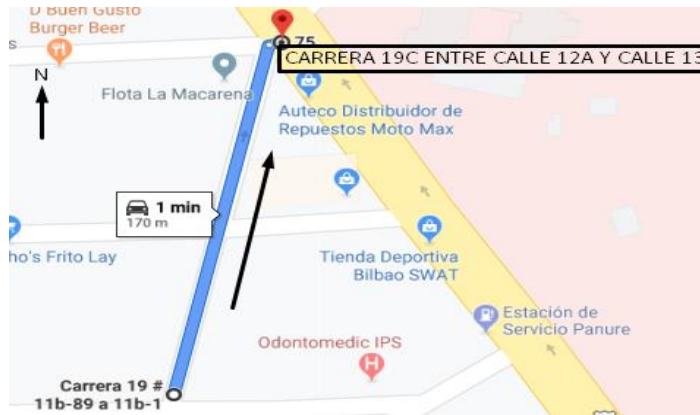 D Buen Gusto
Burger Beer
s
75
CARRERA 19C ENTRE CALLE 12A Y CALLE 13
N
Flota La Macarena
Auteco Distribuidor de
Repuestos Moto Max
1 min
170 m
ho's Frito Lay
Tienda Deportiva
Bilbao SWAT
Estación de
Servicio Panure
Odontomedic IPS
H
Carrera 19 #
11b-89 a 11b-1